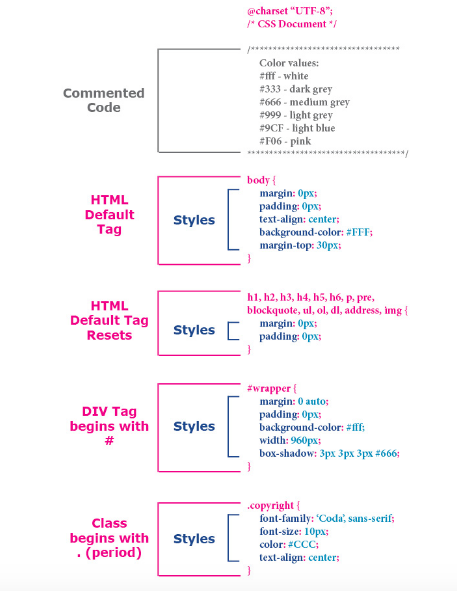 @charset “UTF-8”;
/* CSS Document */
/**********************************
Commented
Code
Color values:
#fff - white
#333 - dark grey
#666 - medium grey
#999 - light grey
#9CF - light blue
#F06 - pink
************************************/
HTML
Default
Tag
Styles
body {
margin: 0px;
padding: 0px;
text-align: center;
background-color: #FFF;
margin-top: 30px;
}
HTML
Default Tag
Resets
Styles
h1, h2, h3, h4, h5, h6, p, pre,
blockquote, ul, ol, dl, address, img {
margin: 0px;
padding: 0px;
}
DIV Tag
begins with
#
Styles
#wrapper {
margin: 0 auto;
padding: 0px;
background-color: #fff;
width: 960px;
box-shadow: 3px 3px 3px #666;
}
Class
begins with
. (period)
Styles
.copyright {
font-family: ‘Coda’, sans-serif;
font-size: 10px;
color: #CCC;
text-align: center;
}